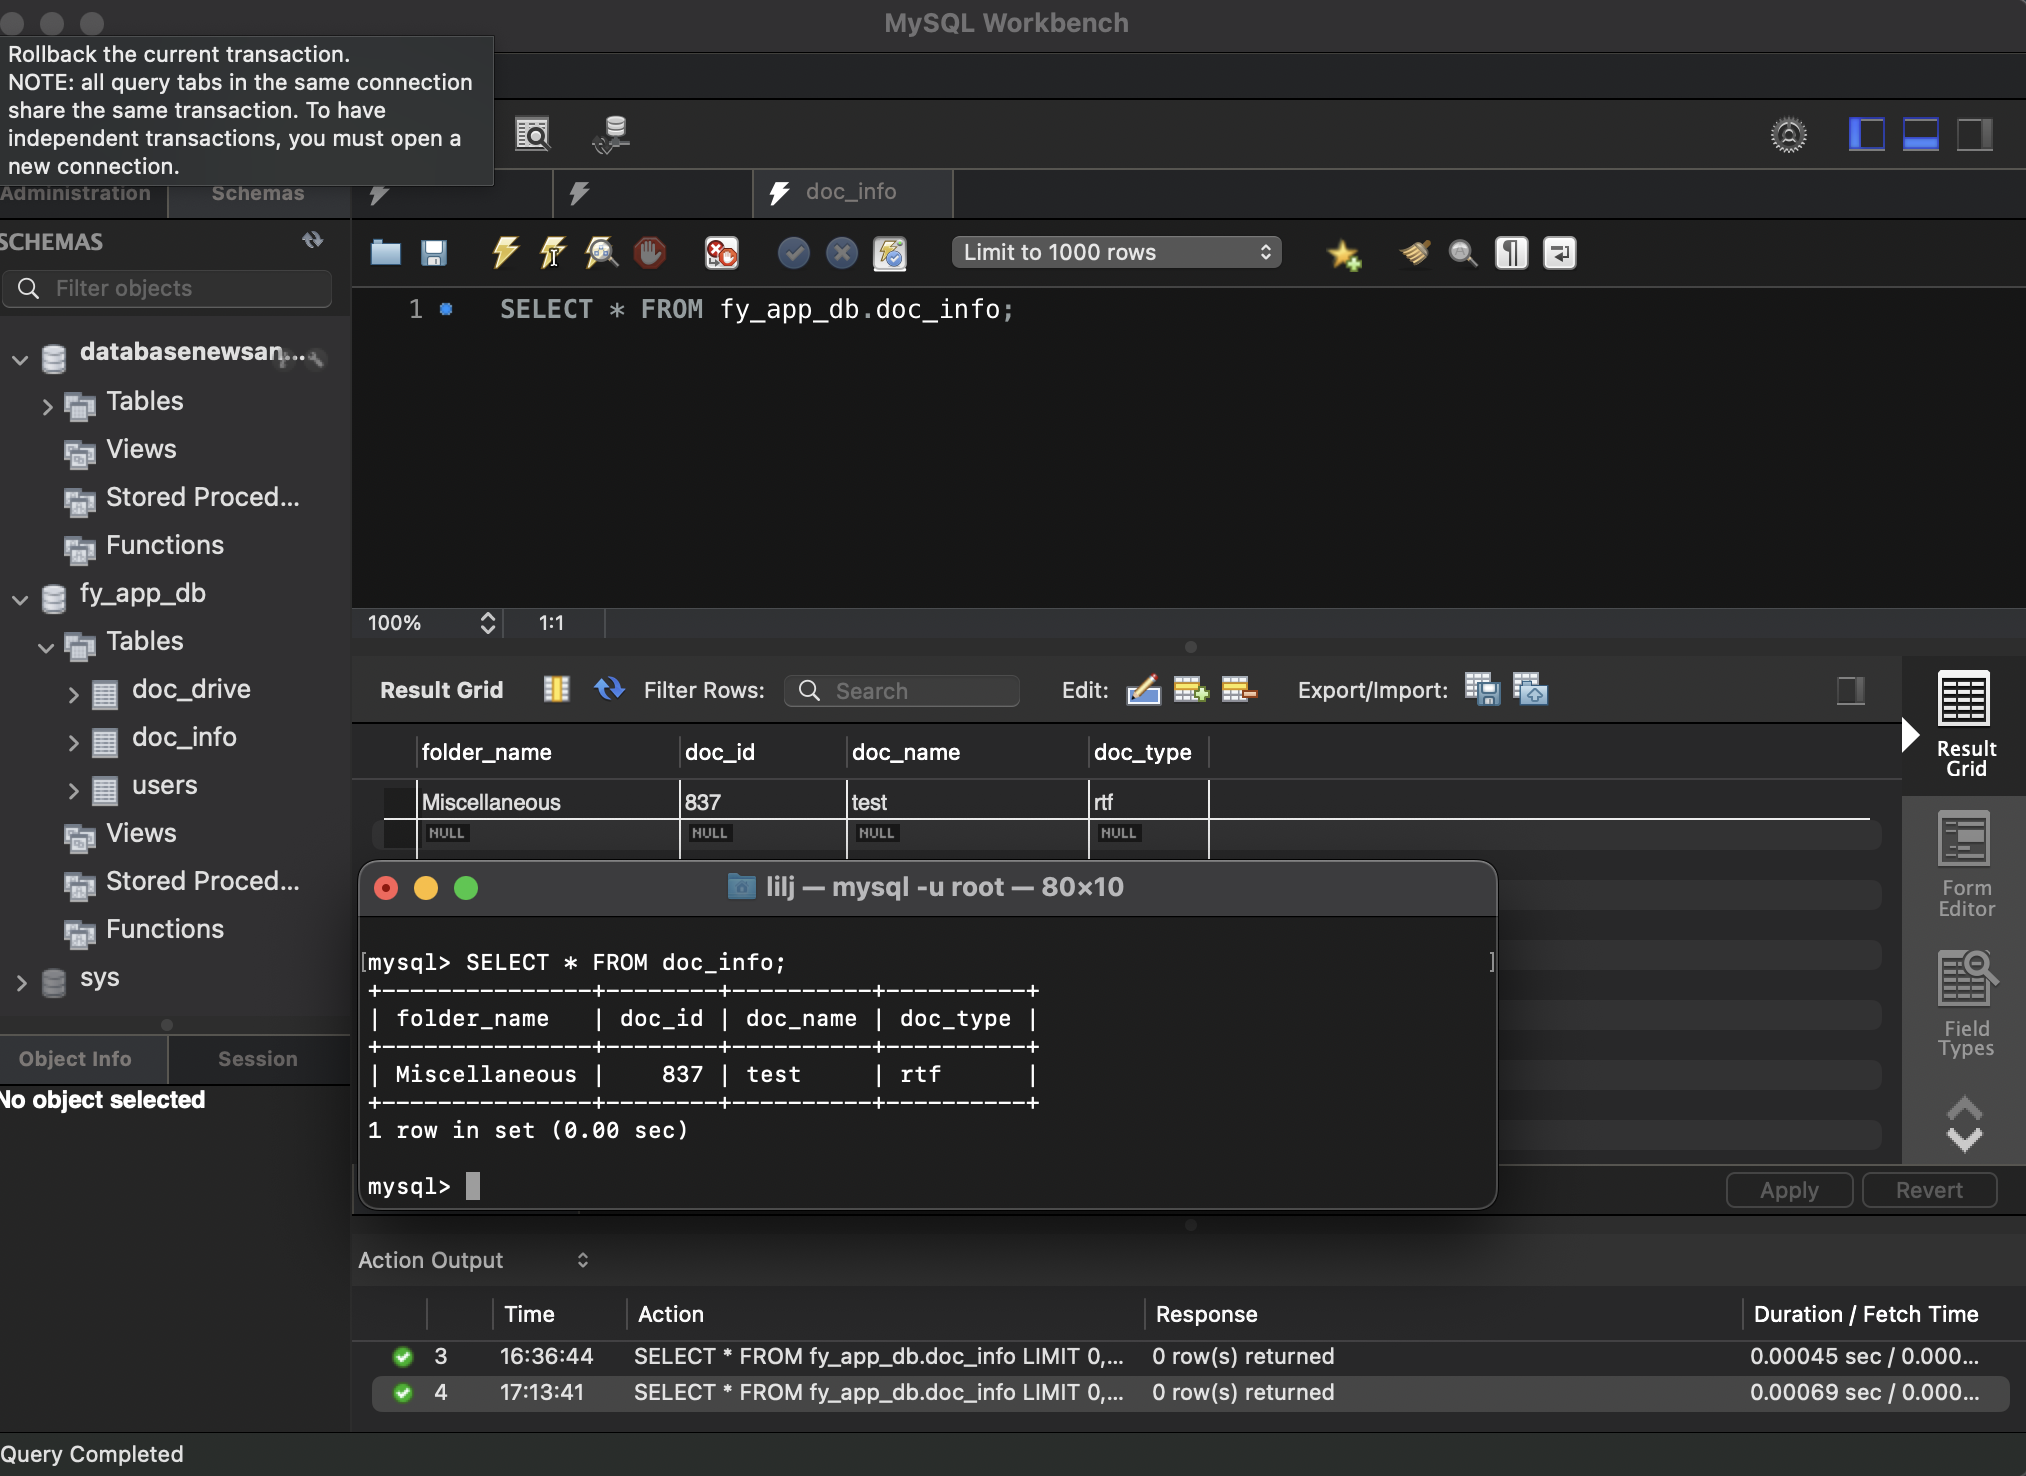 MySQL Workbench
Rollback the current transaction.
NOTE: all query tabs in the same connection
share the same transaction. To have
independent transactions, you must open a
new connection.
Administration
Schemas
doc_info
SCHEMAS
Filter objects
Limit to 1000 rows
1 SELECT * FROM fy_app_db.doc_info;
databasenewsan...
Tables
Views
Stored Proced...
Functions
fy_app_db
Tables
doc_drive
doc_info
users
Views
Stored Proced...
Functions
sys
100%
1:1
Result Grid
Filter Rows:
Search
Edit:
Export/Import:
folder_name doc_id doc_name doc_type
Miscellaneous 837 test rtf
NULL NULL NULL NULL
Result
Grid
Form
Editor
Field
Types
lilj — mysql -u root — 80×10
[mysql> SELECT * FROM doc_info; ]
+---------------+--------+----------+----------+
| folder_name   | doc_id | doc_name | doc_type |
+---------------+--------+----------+----------+
| Miscellaneous |    837 | test     | rtf      |
+---------------+--------+----------+----------+
1 row in set (0.00 sec)
mysql>
Object Info
Session
No object selected
Apply
Revert
Action Output
Time Action Response Duration / Fetch Time
3 16:36:44 SELECT * FROM fy_app_db.doc_info LIMIT 0,... 0 row(s) returned 0.00045 sec / 0.000...
4 17:13:41 SELECT * FROM fy_app_db.doc_info LIMIT 0,... 0 row(s) returned 0.00069 sec / 0.000...
Query Completed